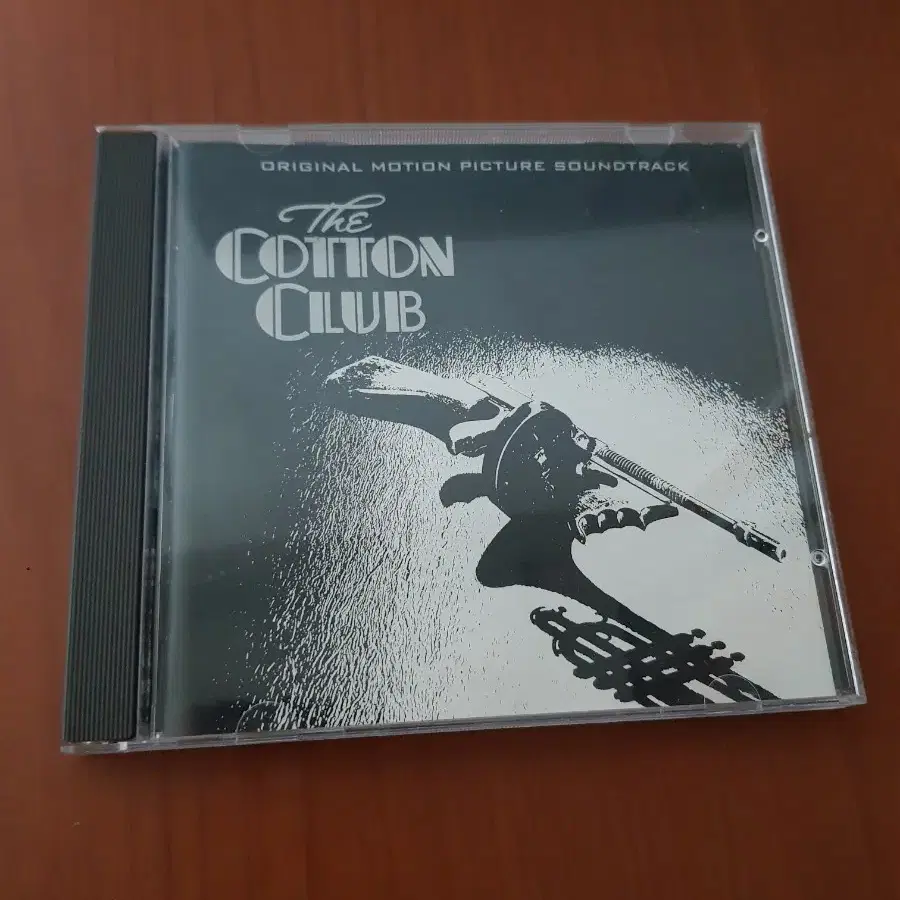 ORIGINAL MOTION PICTURE SOUNDTRACK
The
COTTON
CLUB